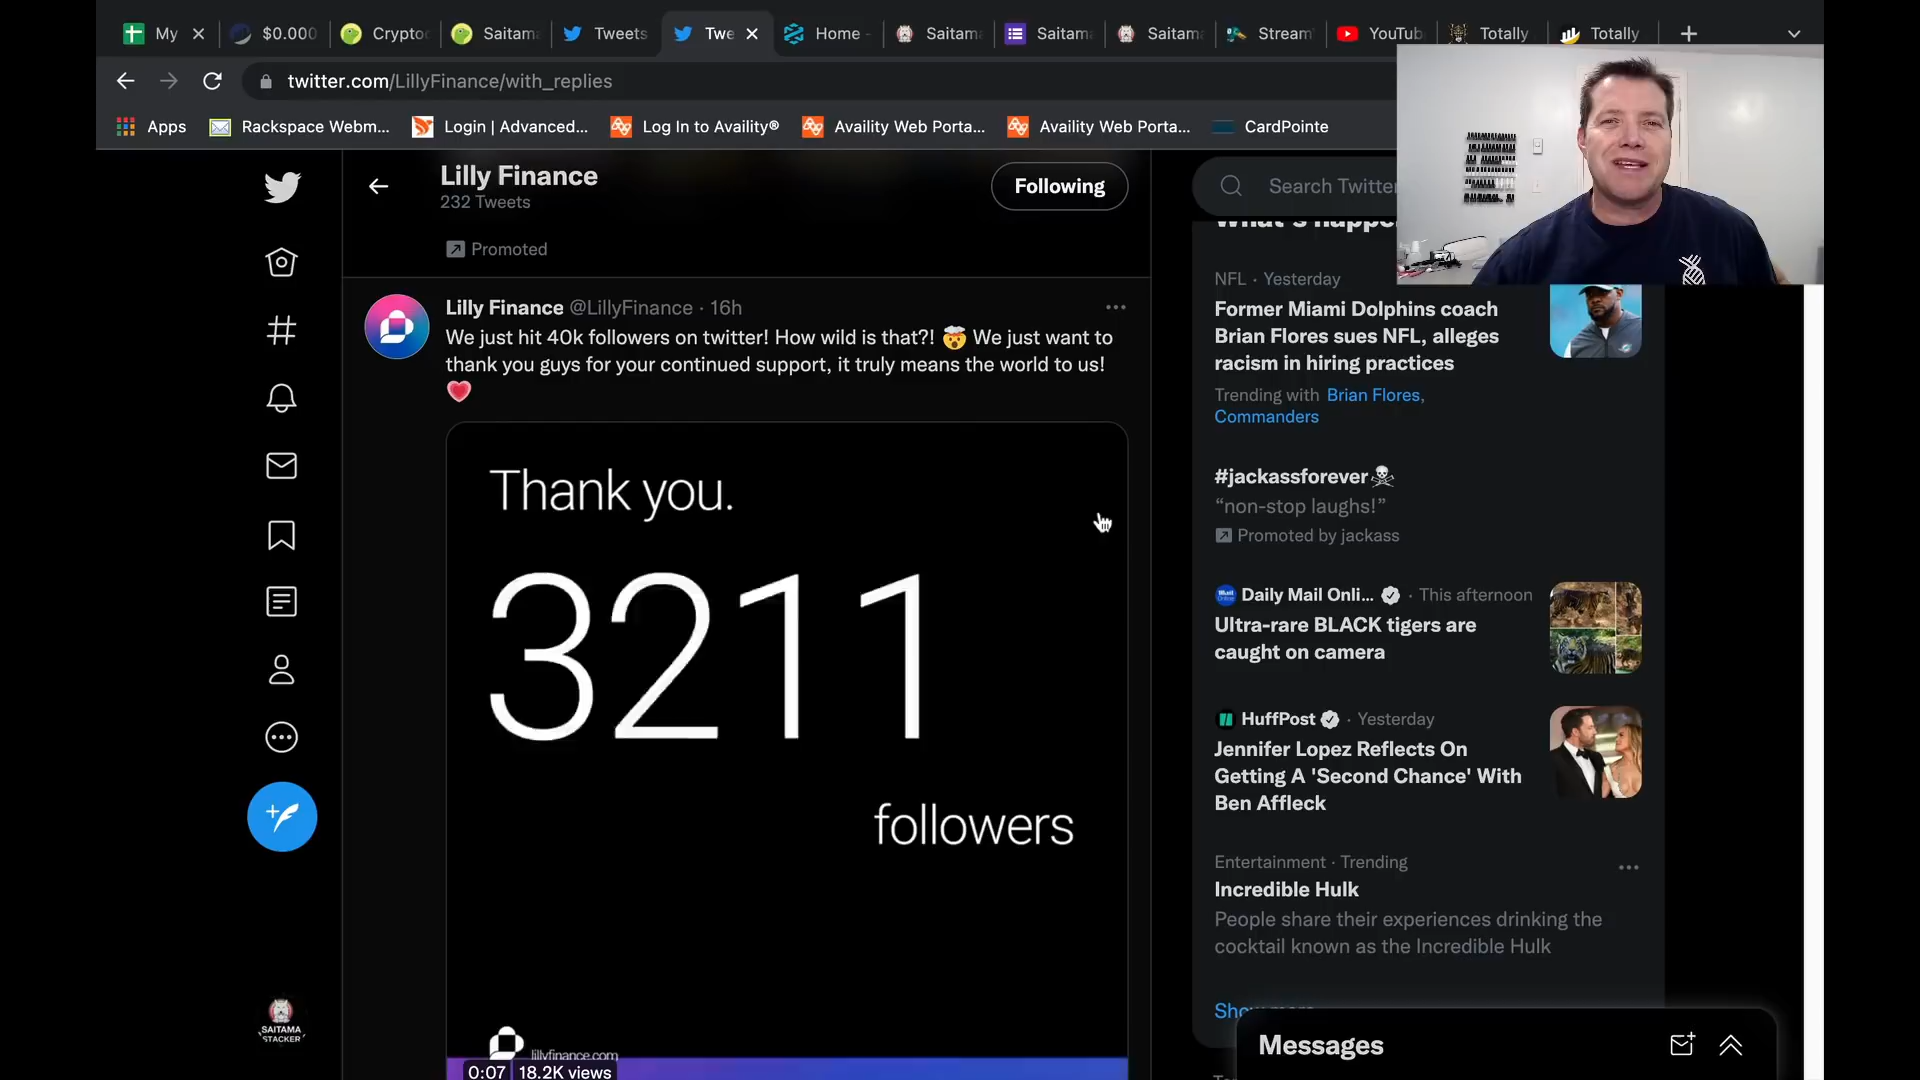 My
$0.000
Crypto
Saitam
Tweets
Twe
Home -
Saitam
Saitam
Saitam
Stream
YouTub
Totally
Totally
twitter.com/LillyFinance/with_replies
Apps
Rackspace Webm...
Login | Advanced...
Log In to Availity®
Availity Web Porta...
Availity Web Porta...
CardPointe
Lilly Finance
232 Tweets
Following
Search Twitter
Promoted
Lilly Finance @LillyFinance · 16h
We just hit 40k followers on twitter! How wild is that?! 🤯 We just want to
thank you guys for your continued support, it truly means the world to us!
Thank you.
3211
followers
lillyfinance.com
0:07 18.2K views
NFL · Yesterday
Former Miami Dolphins coach
Brian Flores sues NFL, alleges
racism in hiring practices
Trending with Brian Flores,
Commanders
#jackassforever
“non-stop laughs!”
Promoted by jackass
Daily Mail Onli... · This afternoon
Ultra-rare BLACK tigers are
caught on camera
HuffPost · Yesterday
Jennifer Lopez Reflects On
Getting A 'Second Chance' With
Ben Affleck
Entertainment · Trending
Incredible Hulk
People share their experiences drinking the
cocktail known as the Incredible Hulk
Show more
Messages
SAITAMA
STACKER